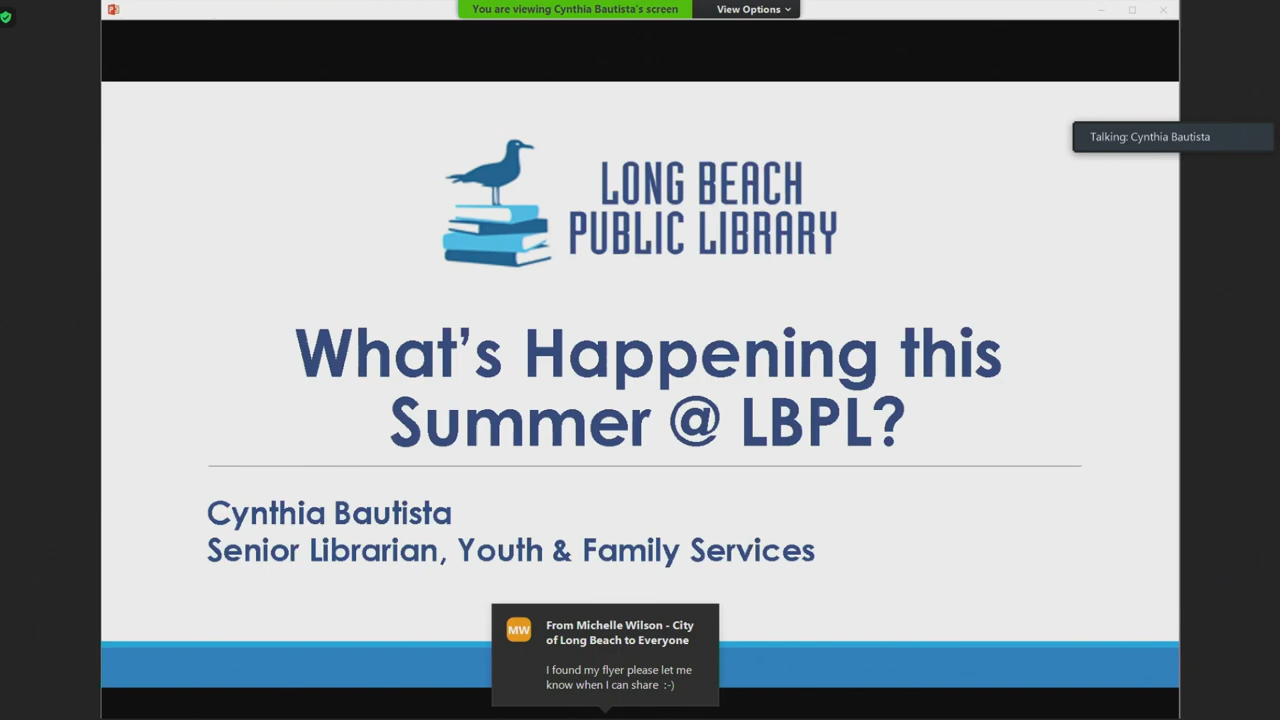 You are viewing Cynthia Bautista's screen
View Options
Talking: Cynthia Bautista
LONG BEACH
PUBLIC LIBRARY
What's Happening this
Summer @ LBPL?
Cynthia Bautista
Senior Librarian, Youth & Family Services
MW
From Michelle Wilson - City
of Long Beach to Everyone
I found my flyer please let me
know when I can share :-)